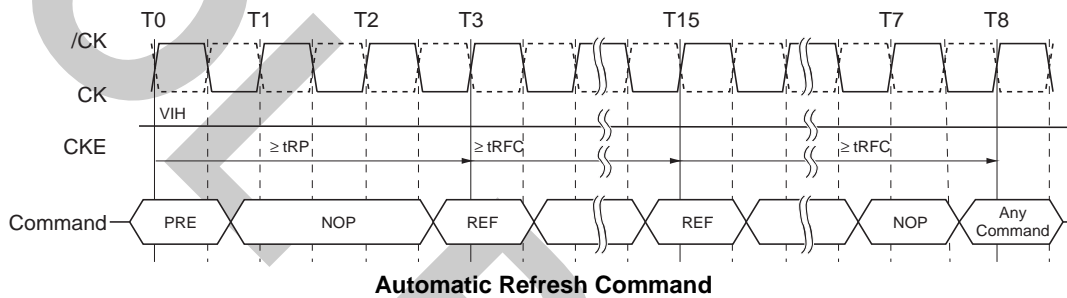 T0 T1 T2 T3 T15 T7 T8
/CK
CK
VIH
CKE
≥ tRP ≥ tRFC ≥ tRFC
Command PRE NOP REF REF NOP Any Command
Automatic Refresh Command